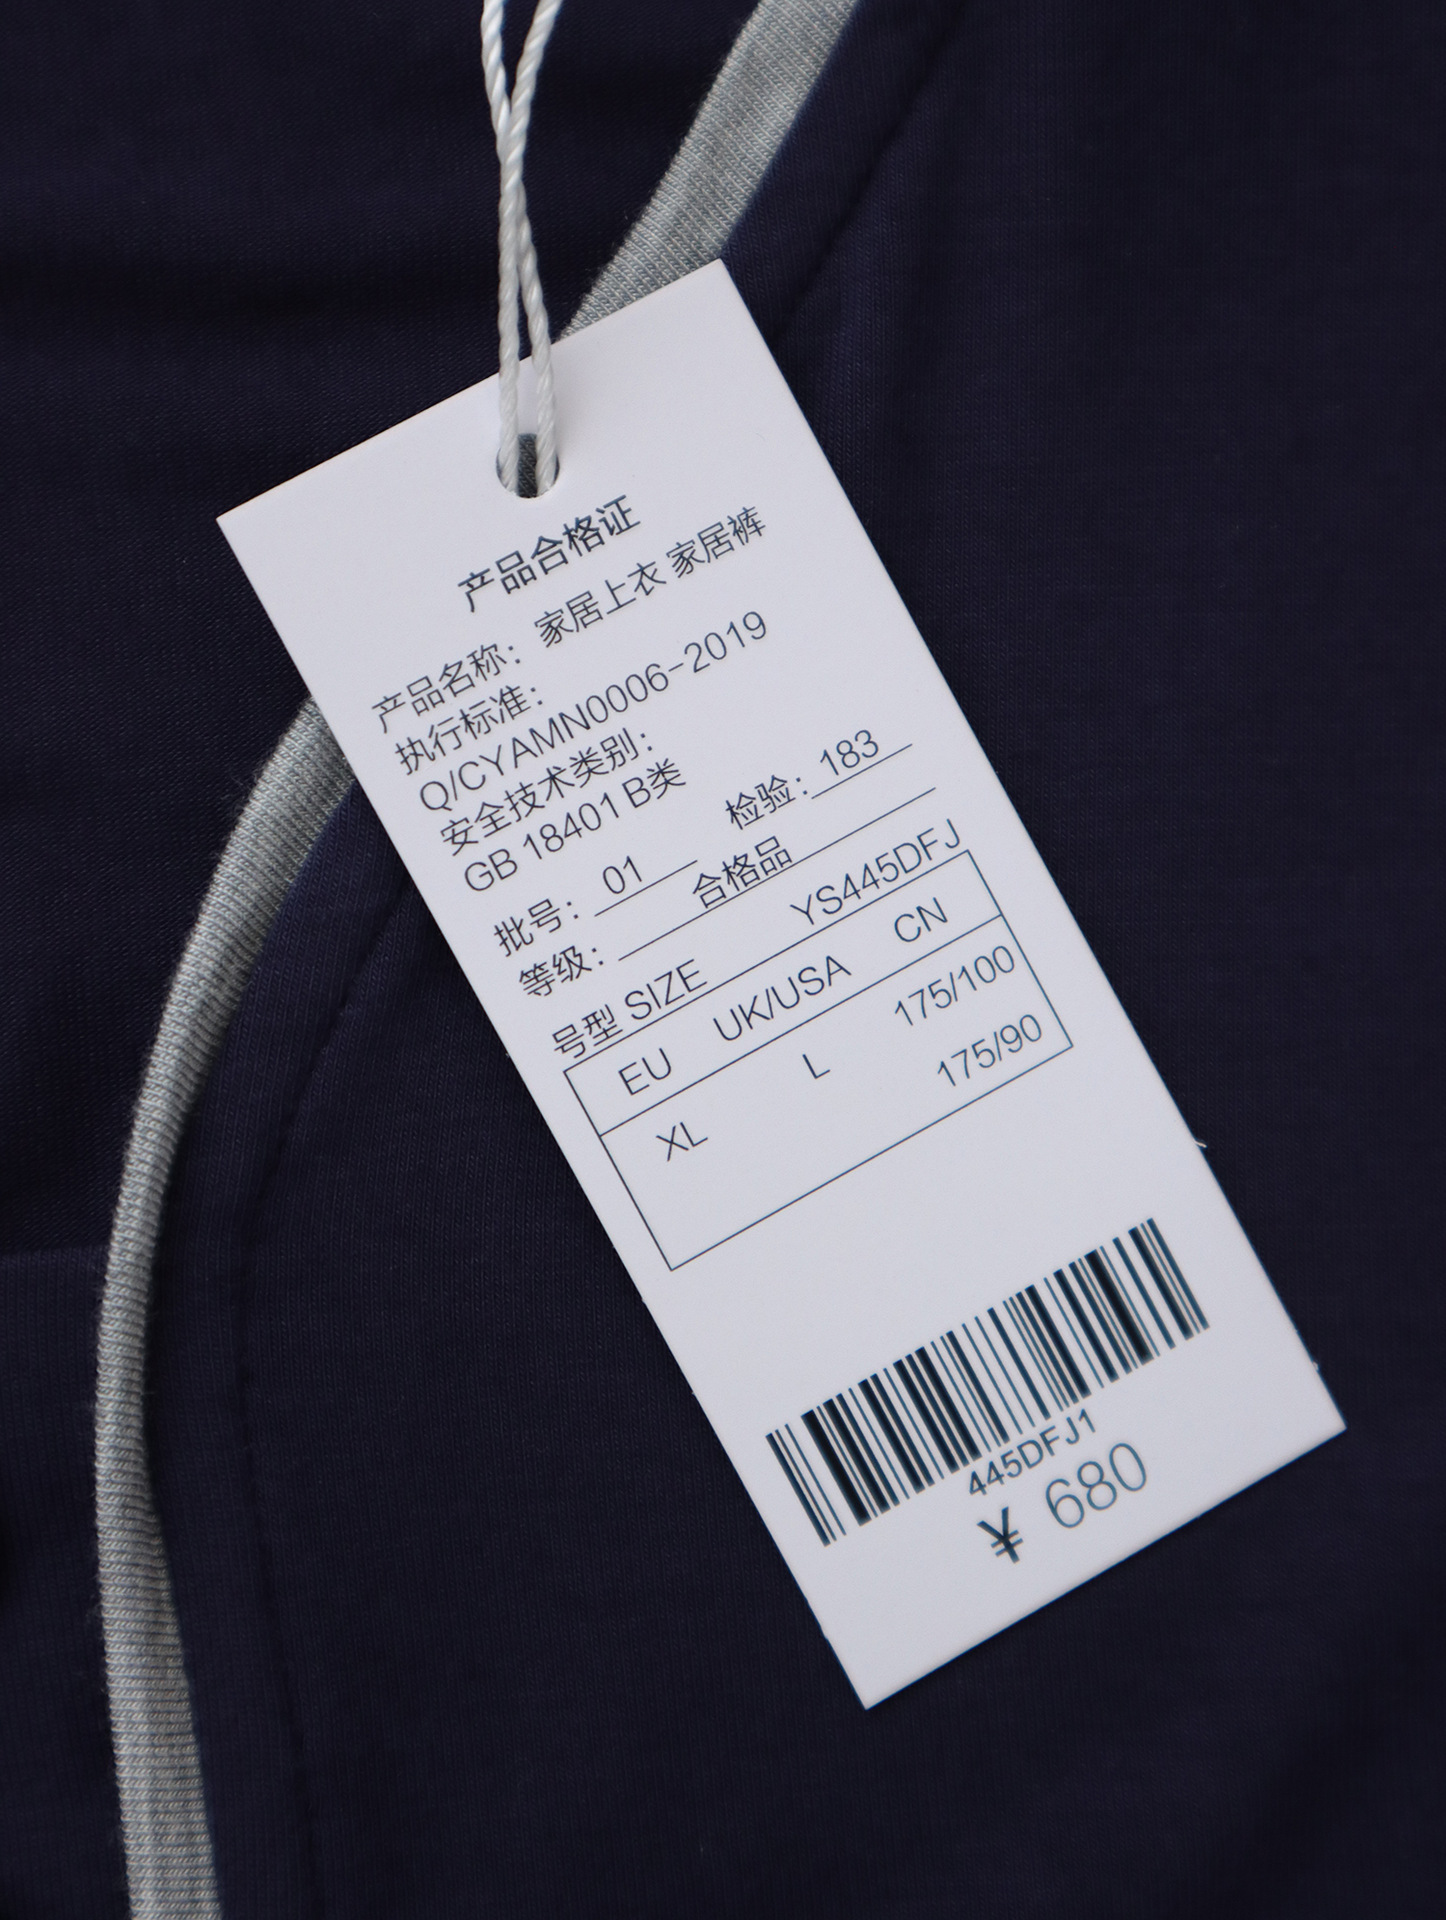 产品合格证
产品名称： 家居上衣 家居裤
执行标准：
Q/CYAMN0006-2019
安全技术类别：
GB 18401 B类
批号： 01 检验： 183
等级： 合格品
号型 SIZE YS445DFJ
EU UK/USA CN
XL L 175/100
175/90
445DFJ1
¥ 680